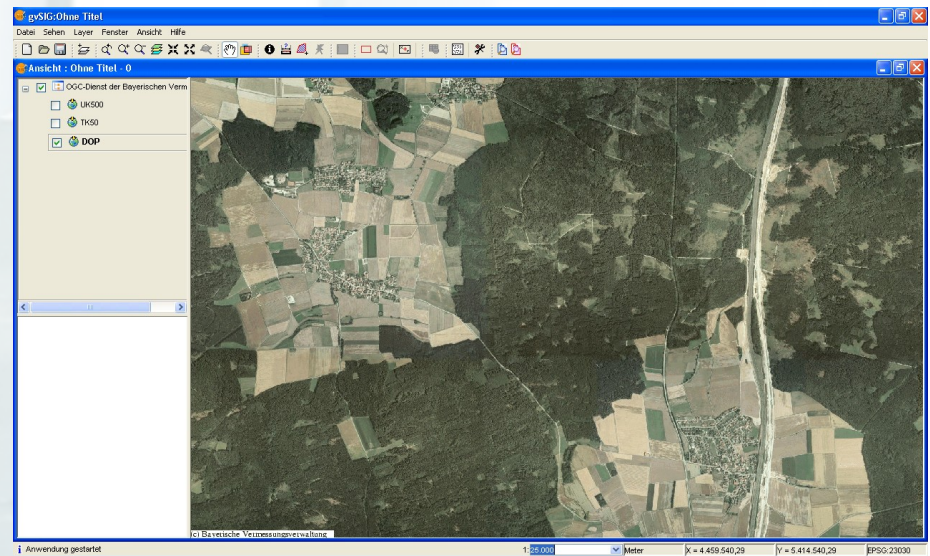 gvSIG:Ohne Titel
Datei Sehen Layer Fenster Ansicht Hilfe
Ansicht : Ohne Titel - 0
OGC-Dienst der Bayerischen Verm
UK500
TK50
DOP
(c) Bayerische Vermessungsverwaltung
Anwendung gestartet 1:25.000 Meter X = 4.459.540,29 Y = 5.414.540,29 EPSG:23030